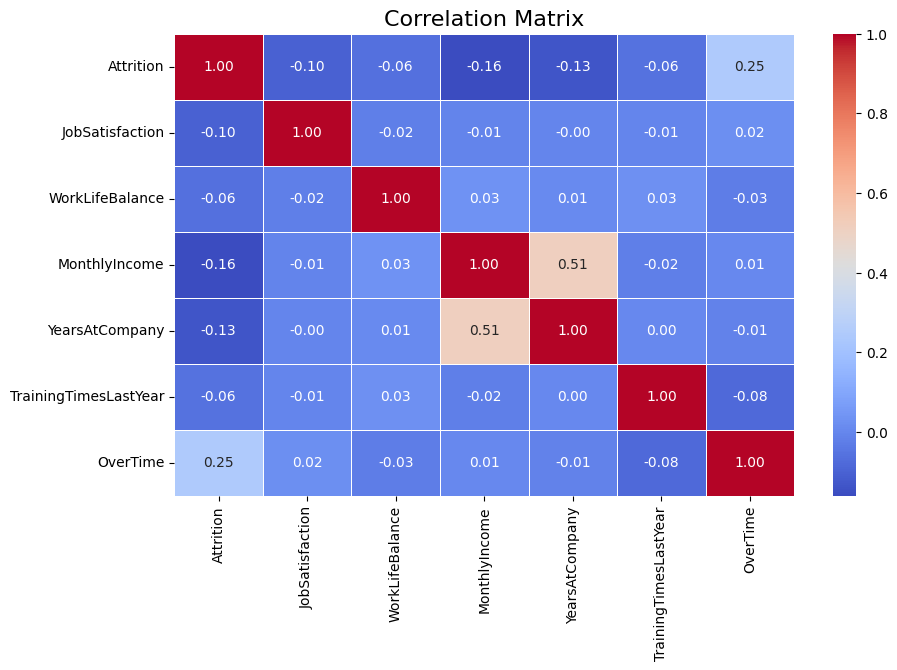 Correlation Matrix
Attrition 1.00 -0.10 -0.06 -0.16 -0.13 -0.06 0.25
JobSatisfaction -0.10 1.00 -0.02 -0.01 -0.00 -0.01 0.02
WorkLifeBalance -0.06 -0.02 1.00 0.03 0.01 0.03 -0.03
MonthlyIncome -0.16 -0.01 0.03 1.00 0.51 -0.02 0.01
YearsAtCompany -0.13 -0.00 0.01 0.51 1.00 0.00 -0.01
TrainingTimesLastYear -0.06 -0.01 0.03 -0.02 0.00 1.00 -0.08
OverTime 0.25 0.02 -0.03 0.01 -0.01 -0.08 1.00
Attrition
JobSatisfaction
WorkLifeBalance
MonthlyIncome
YearsAtCompany
TrainingTimesLastYear
OverTime
1.0
0.8
0.6
0.4
0.2
0.0